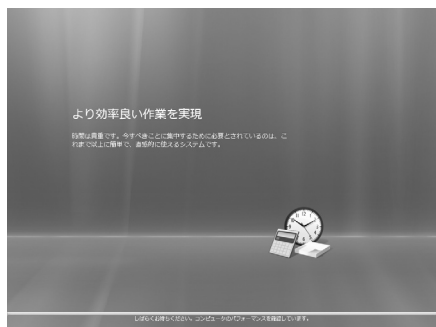 より効率良い作業を実現
時間は貴重です。今すべきことに集中するために必要とされているのは、こ
れまで以上に簡単で、直感的に使えるシステムです。
しばらくお待ちください。コンピュータのパフォーマンスを確認しています。